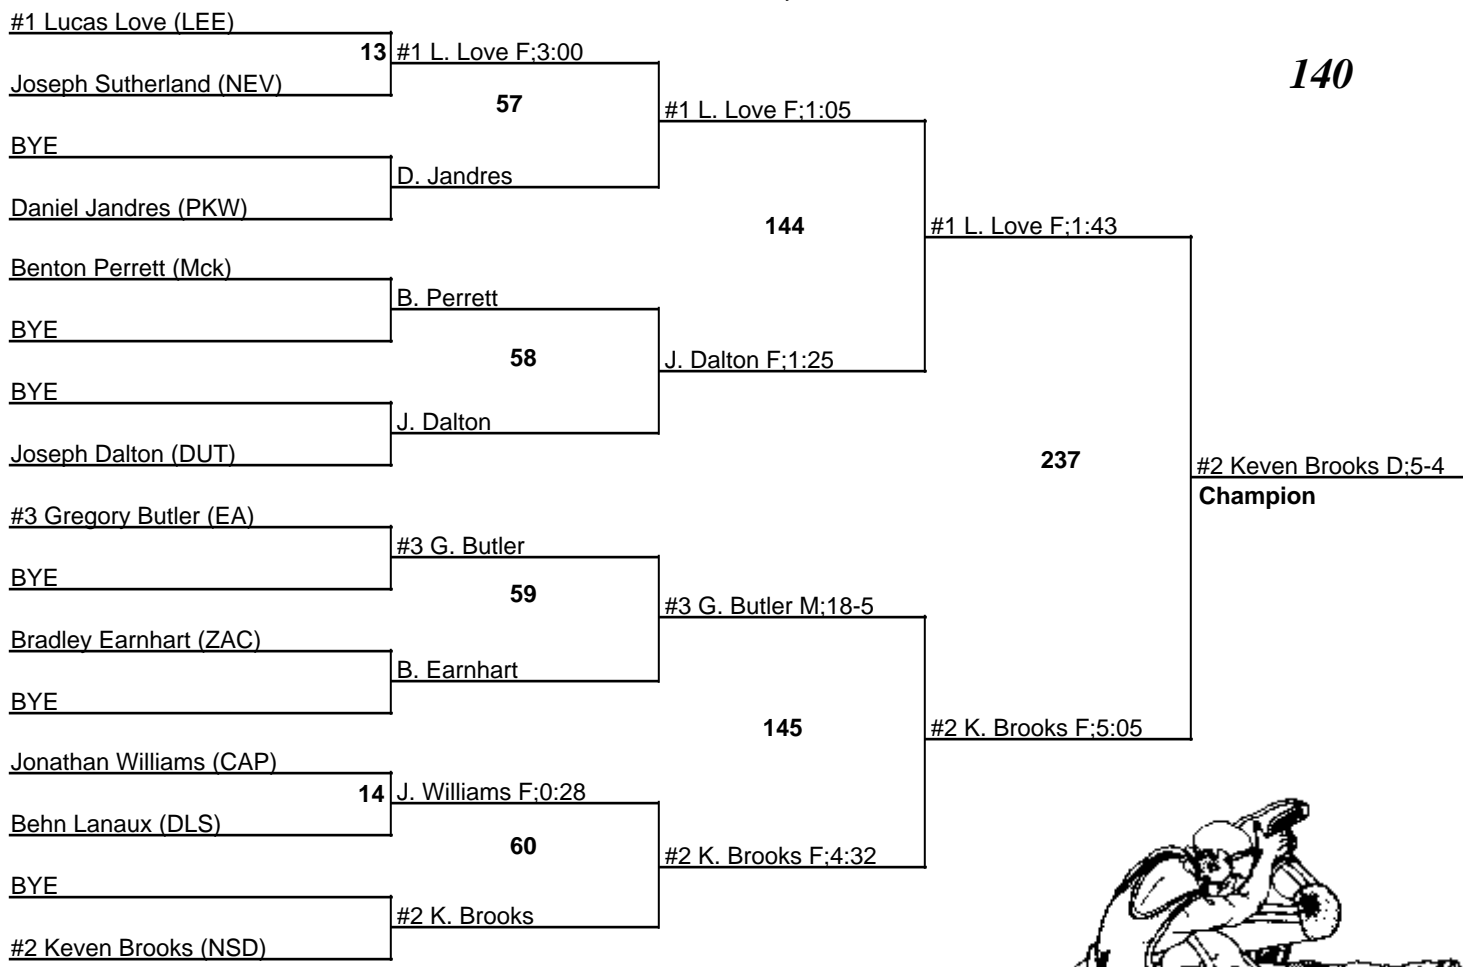 #1 Lucas Love (LEE)
13 #1 L. Love F;3:00
140
Joseph Sutherland (NEV)
57
#1 L. Love F;1:05
BYE
D. Jandres
Daniel Jandres (PKW)
144
#1 L. Love F;1:43
Benton Perrett (Mck)
B. Perrett
BYE
58
J. Dalton F;1:25
BYE
J. Dalton
Joseph Dalton (DUT)
237
#2 Keven Brooks D;5-4
Champion
#3 Gregory Butler (EA)
#3 G. Butler
BYE
59
#3 G. Butler M;18-5
Bradley Earnhart (ZAC)
B. Earnhart
BYE
145
#2 K. Brooks F;5:05
Jonathan Williams (CAP)
14 J. Williams F;0:28
Behn Lanaux (DLS)
60
#2 K. Brooks F;4:32
BYE
#2 K. Brooks
#2 Keven Brooks (NSD)